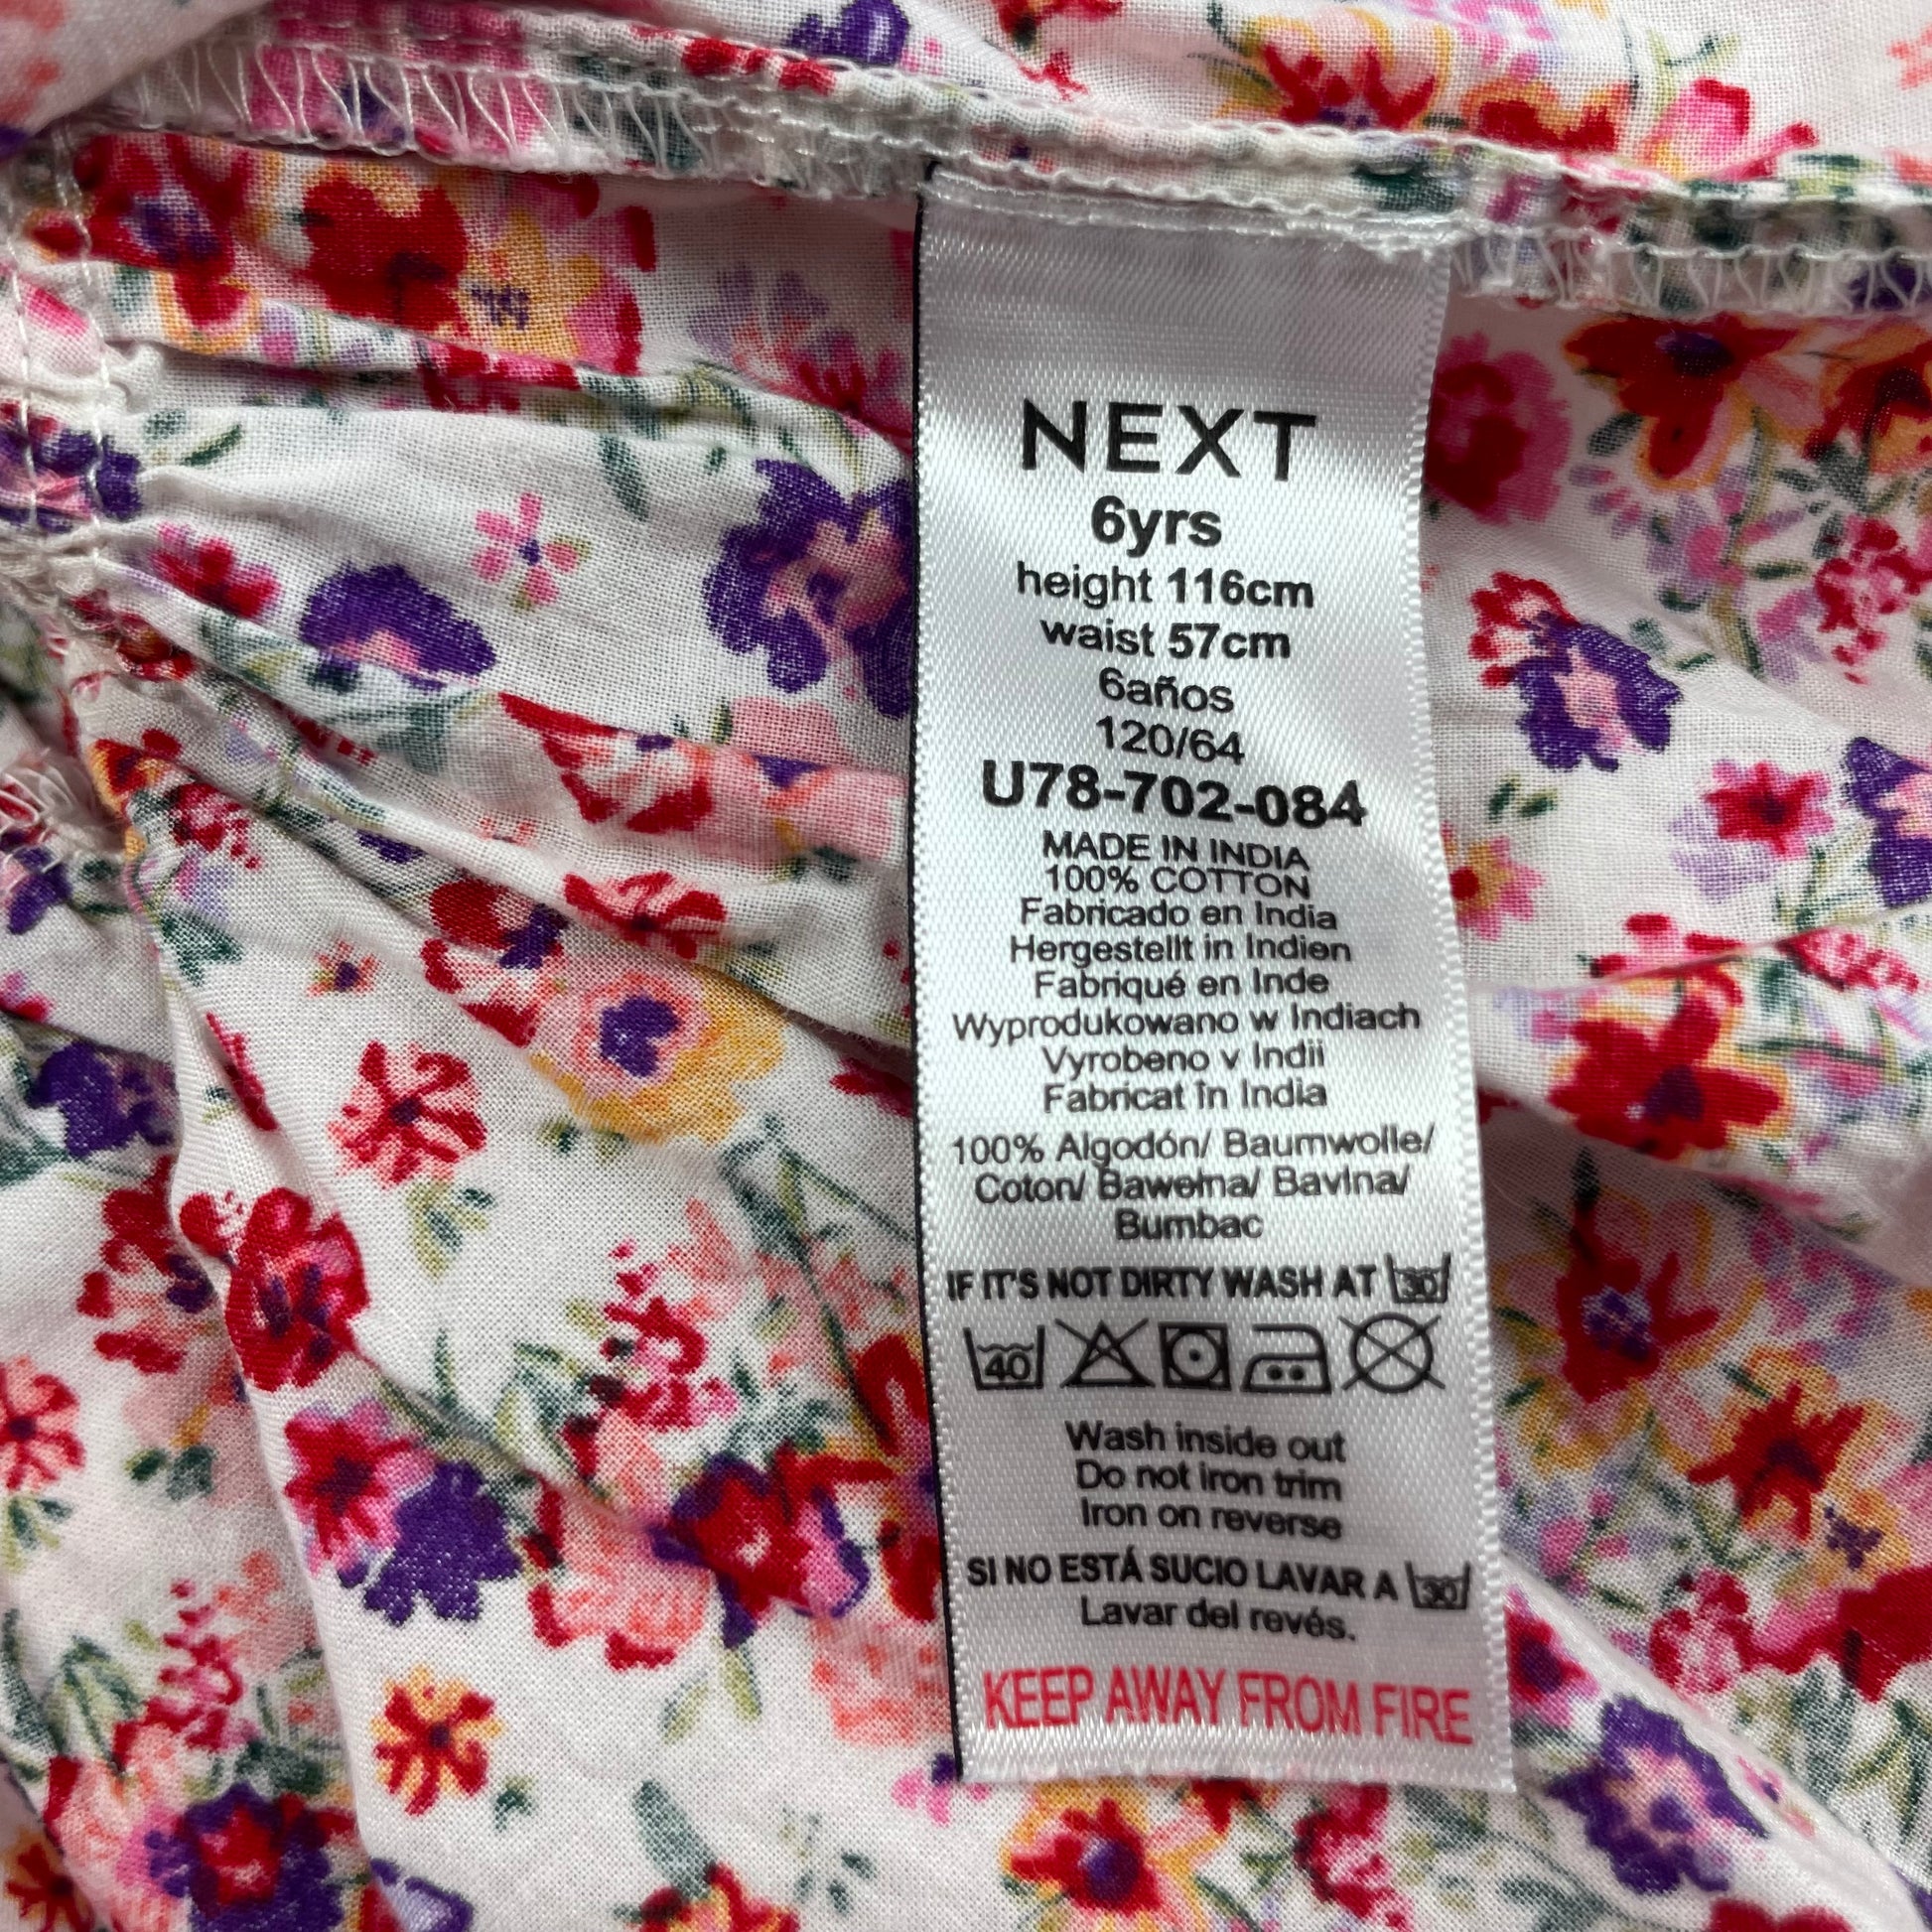 NEXT
6yrs
height 116cm
waist 57cm
6años
120/64
U78-702-084
MADE IN INDIA
100% COTTON
Fabricado en India
Hergestellt in Indien
Fabriqué en Inde
Wyprodukowano w Indiach
Vyrobeno v Indii
Fabricat în India
100% Algodón/ Baumwolle/
Coton/ Bawełna/ Bavlna/
Bumbac
IF IT'S NOT DIRTY WASH AT 30
40
Wash inside out
Do not iron trim
Iron on reverse
SI NO ESTÁ SUCIO LAVAR A 30
Lavar del revés.
KEEP AWAY FROM FIRE